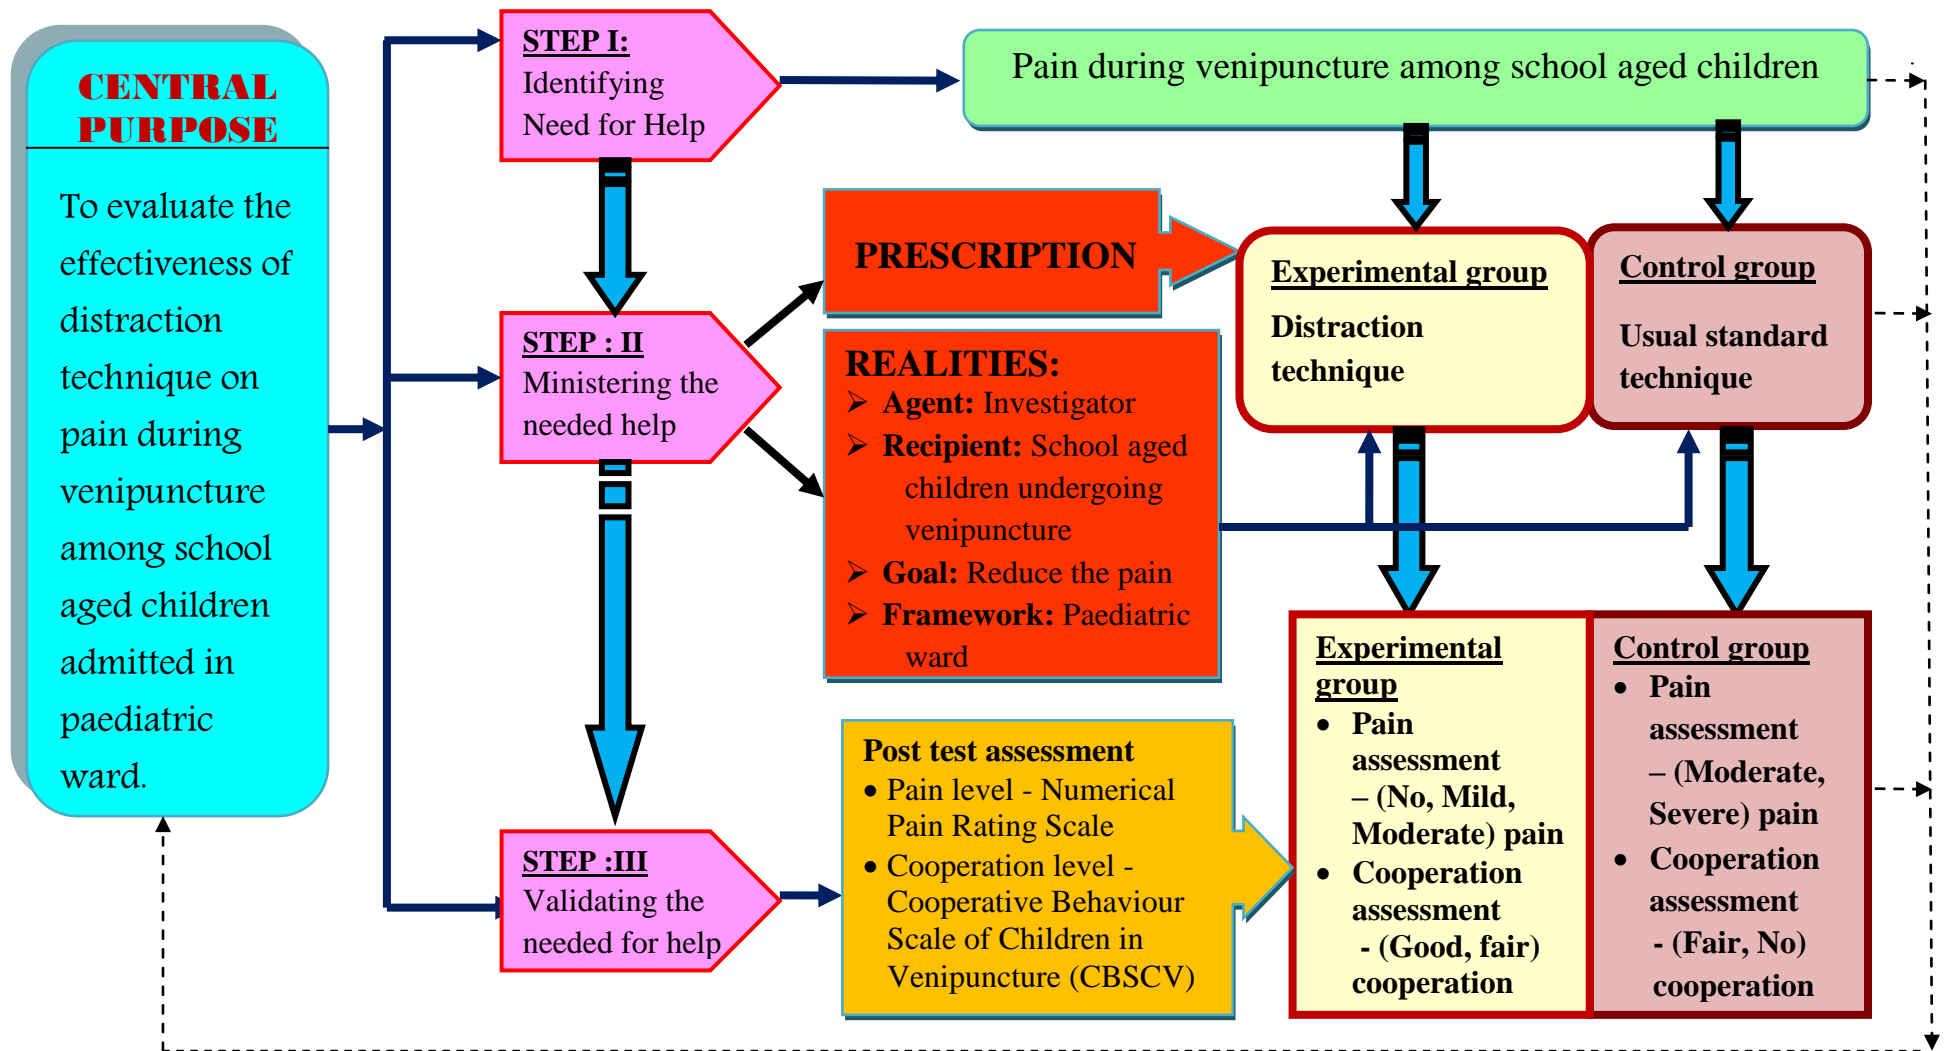 CENTRAL
PURPOSE
To evaluate the
effectiveness of
distraction
technique on
pain during
venipuncture
among school
aged children
admitted in
paediatric
ward.
STEP I:
Identifying
Need for Help
Pain during venipuncture among school aged children
STEP : II
Ministering the
needed help
PRESCRIPTION
REALITIES:
➢ Agent: Investigator
➢ Recipient: School aged
children undergoing
venipuncture
➢ Goal: Reduce the pain
➢ Framework: Paediatric
ward
Experimental group
Distraction
technique
Control group
Usual standard
technique
STEP :III
Validating the
needed for help
Post test assessment
• Pain level - Numerical
Pain Rating Scale
• Cooperation level -
Cooperative Behaviour
Scale of Children in
Venipuncture (CBSCV)
Experimental
group
• Pain
assessment
– (No, Mild,
Moderate) pain
• Cooperation
assessment
- (Good, fair)
cooperation
Control group
• Pain
assessment
– (Moderate,
Severe) pain
• Cooperation
assessment
- (Fair, No)
cooperation